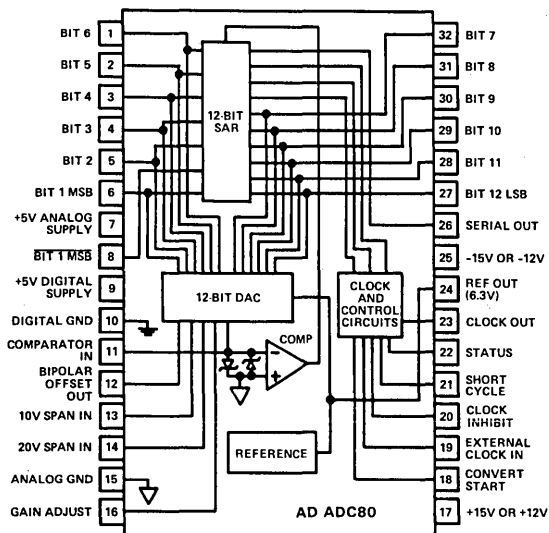 BIT 6 1
BIT 5 2
BIT 4 3
BIT 3 4
BIT 2 5
BIT 1 MSB 6
+5V ANALOG
SUPPLY 7
BIT 1 MSB 8
+5V DIGITAL
SUPPLY 9
DIGITAL GND 10
COMPARATOR
IN 11
BIPOLAR
OFFSET
OUT 12
10V SPAN IN 13
20V SPAN IN 14
ANALOG GND 15
GAIN ADJUST 16
12-BIT
SAR
12-BIT DAC
COMP
−
+
REFERENCE
CLOCK
AND
CONTROL
CIRCUITS
AD ADC80
32 BIT 7
31 BIT 8
30 BIT 9
29 BIT 10
28 BIT 11
27 BIT 12 LSB
26 SERIAL OUT
25 -15V OR -12V
24 REF OUT
(6.3V)
23 CLOCK OUT
22 STATUS
21 SHORT
CYCLE
20 CLOCK
INHIBIT
19 EXTERNAL
CLOCK IN
18 CONVERT
START
17 +15V OR +12V